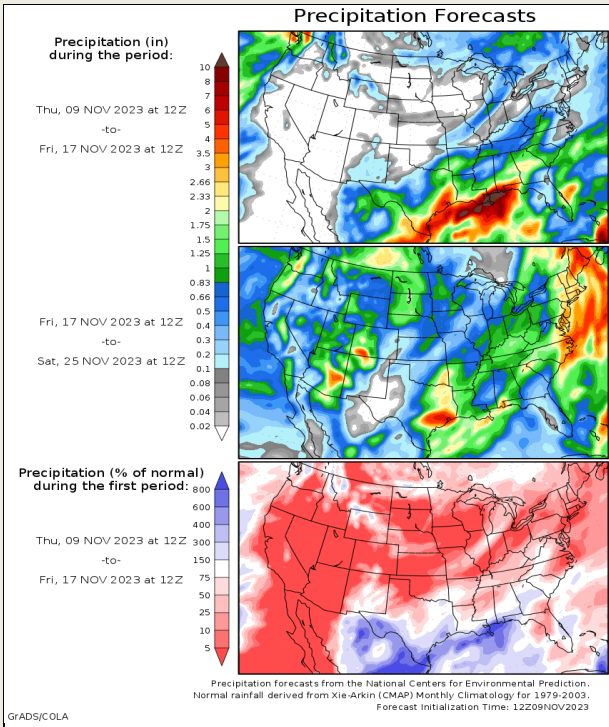 Precipitation Forecasts
Precipitation (in)
during the period:
Thu, 09 NOV 2023 at 12Z
-to-
Fri, 17 NOV 2023 at 12Z
10
8
7
6
5
4
3.5
3
2.66
2.33
2
1.75
1.5
1.25
1
0.83
0.66
0.5
0.4
0.3
0.2
0.1
0.08
0.06
0.04
0.02
Fri, 17 NOV 2023 at 12Z
-to-
Sat, 25 NOV 2023 at 12Z
Precipitation (% of normal)
during the first period:
Thu, 09 NOV 2023 at 12Z
-to-
Fri, 17 NOV 2023 at 12Z
800
600
400
300
150
75
50
25
10
5
Precipitation forecasts from the National Centers for Environmental Prediction.
Normal rainfall derived from Xie-Arkin (CMAP) Monthly Climatology for 1979-2003.
Forecast Initialization Time: 12Z09NOV2023
GrADS/COLA